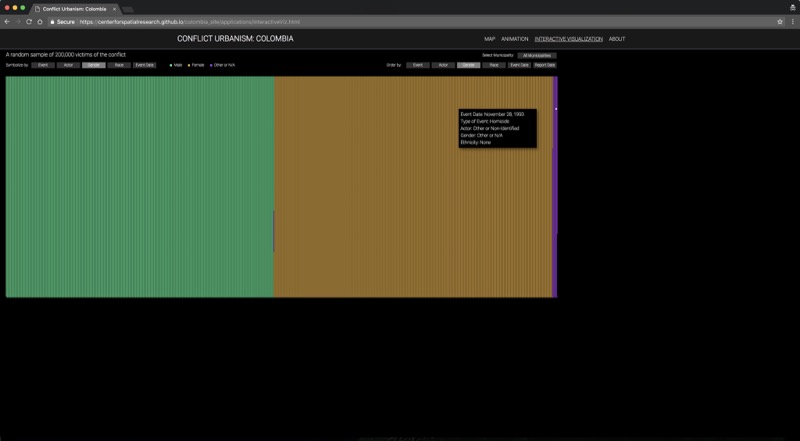 Conflict Urbanism: Colombia
Secure https://centerforspatialresearch.github.io/colombia_site/applications/interactive/viz.html
CONFLICT URBANISM: COLOMBIA
MAP ANIMATION INTERACTIVE VISUALIZATION ABOUT
A random sample of 200,000 victims of the conflict
Select Municipality: All Municipalities
Symbolize by: Event Actor Gender Race Event Date Male Female Other or N/A
Order by: Event Actor Gender Race Event Date Report Date
Event Date: November 28, 1993
Type of Event: Homicide
Actor: Other or Non-Identified
Gender: Other or N/A
Ethnicity: None